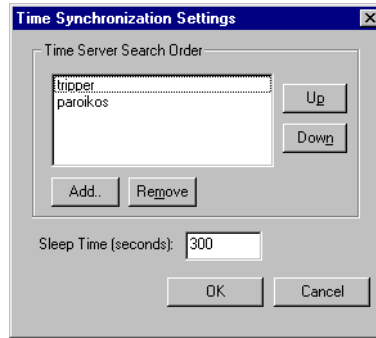 Time Synchronization Settings
Time Server Search Order
tripper
paroikos
Up
Down
Add..
Remove
Sleep Time (seconds): 300
OK
Cancel